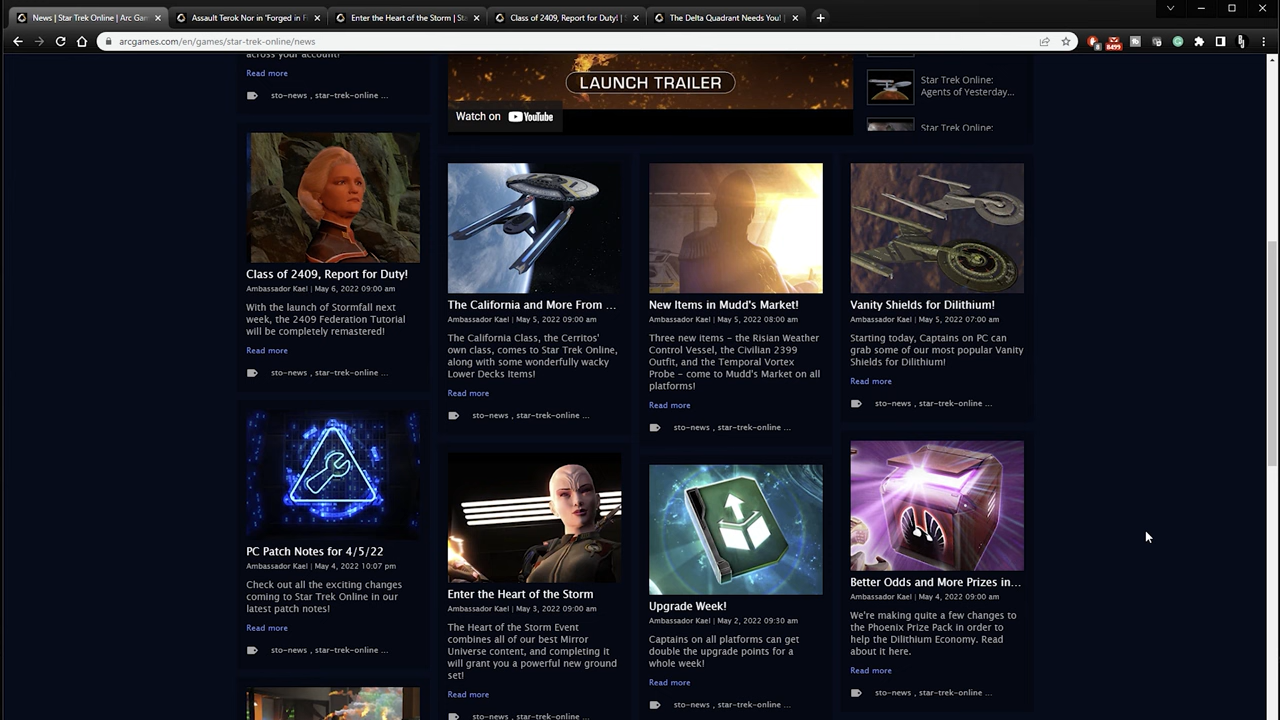 News | Star Trek Online | Arc Gam
Assault Terok Nor in 'Forged in F
Enter the Heart of the Storm | Sta
Class of 2409, Report for Duty! |
The Delta Quadrant Needs You! |
arcgames.com/en/games/star-trek-online/news
8499
across your account!
Read more
sto-news , star-trek-online ...
LAUNCH TRAILER
Watch on YouTube
Star Trek Online:
Agents of Yesterday...
Star Trek Online:
Class of 2409, Report for Duty!
Ambassador Kael | May 6, 2022 09:00 am
With the launch of Stormfall next
week, the 2409 Federation Tutorial
will be completely remastered!
Read more
sto-news , star-trek-online ...
The California and More From ...
Ambassador Kael | May 5, 2022 09:00 am
The California Class, the Cerritos'
own class, comes to Star Trek Online,
along with some wonderfully wacky
Lower Decks Items!
Read more
sto-news , star-trek-online ...
New Items in Mudd's Market!
Ambassador Kael | May 5, 2022 08:00 am
Three new items - the Risian Weather
Control Vessel, the Civilian 2399
Outfit, and the Temporal Vortex
Probe - come to Mudd's Market on all
platforms!
Read more
sto-news , star-trek-online ...
Vanity Shields for Dilithium!
Ambassador Kael | May 5, 2022 07:00 am
Starting today, Captains on PC can
grab some of our most popular Vanity
Shields for Dilithium!
Read more
sto-news , star-trek-online ...
PC Patch Notes for 4/5/22
Ambassador Kael | May 4, 2022 10:07 pm
Check out all the exciting changes
coming to Star Trek Online in our
latest patch notes!
Read more
sto-news , star-trek-online ...
Enter the Heart of the Storm
Ambassador Kael | May 3, 2022 09:00 am
The Heart of the Storm Event
combines all of our best Mirror
Universe content, and completing it
will grant you a powerful new ground
set!
Read more
sto-news , star-trek-online ...
Upgrade Week!
Ambassador Kael | May 2, 2022 09:30 am
Captains on all platforms can get
double the upgrade points for a
whole week!
Read more
sto-news , star-trek-online ...
Better Odds and More Prizes in...
Ambassador Kael | May 4, 2022 09:00 am
We're making quite a few changes to
the Phoenix Prize Pack in order to
help the Dilithium Economy. Read
about it here.
Read more
sto-news , star-trek-online ...